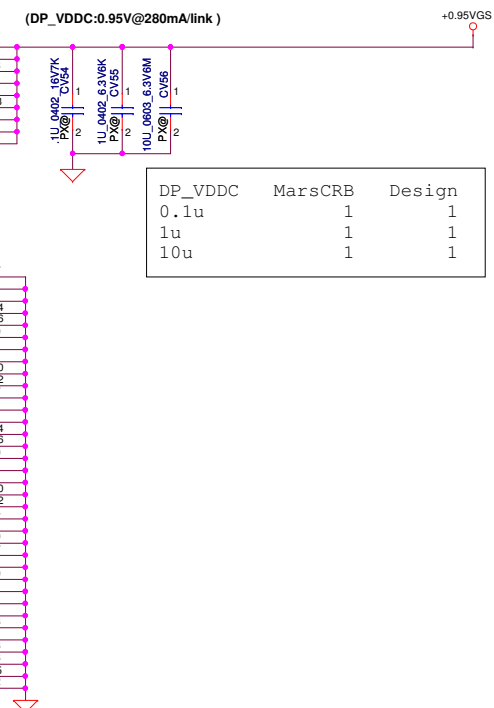 (DP_VDDC:0.95V@280mA/link )
+0.95VGS
.1U_0402_16V7K
CV54
PX@
1
2
1U_0402_6.3V6K
CV55
PX@
1
2
10U_0603_6.3V6M
CV56
PX@
1
2
DP_VDDC MarsCRB Design
0.1u 1 1
1u 1 1
10u 1 1